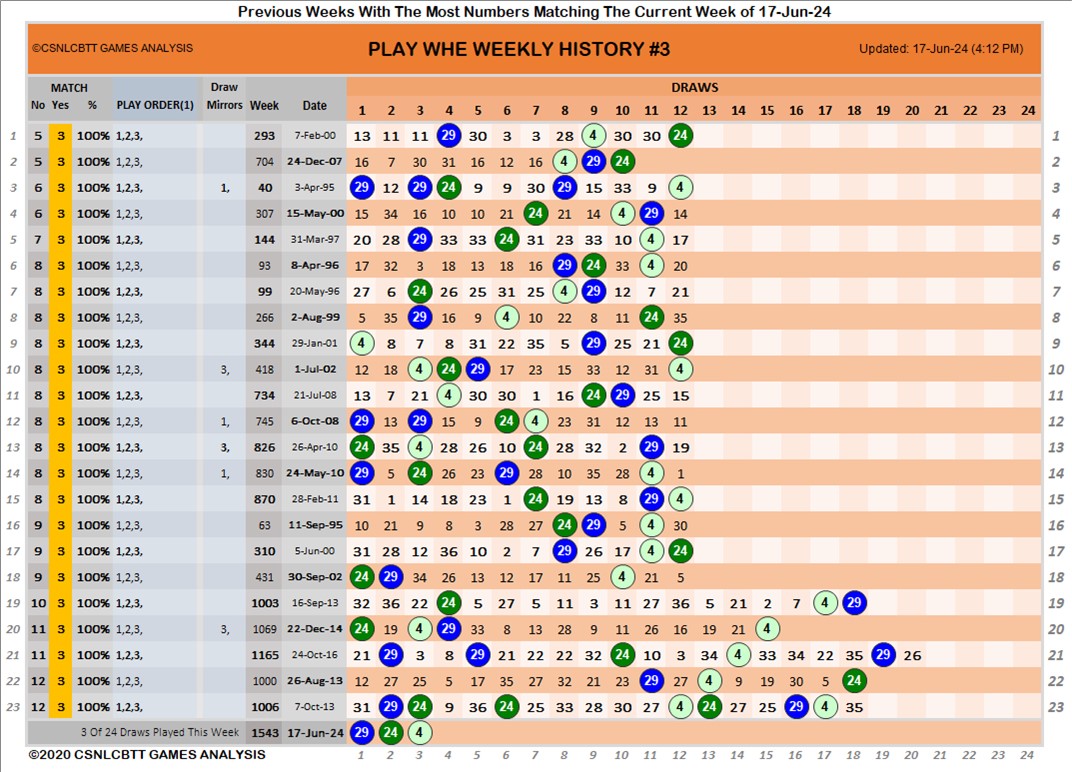 Previous Weeks With The Most Numbers Matching The Current Week of 17-Jun-24
©CSNLCBTT GAMES ANALYSIS PLAY WHE WEEKLY HISTORY #3 Updated: 17-Jun-24 (4:12 PM)
MATCH Draw DRAWS
No Yes % PLAY ORDER(1) Mirrors Week Date 1 2 3 4 5 6 7 8 9 10 11 12 13 14 15 16 17 18 19 20 21 22 23 24
1 5 3 100% 1,2,3, 293 7-Feb-00 13 11 11 29 30 3 3 28 4 30 30 24 1
2 5 3 100% 1,2,3, 704 24-Dec-07 16 7 30 31 16 12 16 4 29 24 2
3 6 3 100% 1,2,3, 1, 40 3-Apr-95 29 12 29 24 9 9 30 29 15 33 9 4 3
4 6 3 100% 1,2,3, 307 15-May-00 15 34 16 10 10 21 24 21 14 4 29 14 4
5 7 3 100% 1,2,3, 144 31-Mar-97 20 28 29 33 33 24 31 23 33 10 4 17 5
6 8 3 100% 1,2,3, 93 8-Apr-96 17 32 3 18 13 18 16 29 24 33 4 20 6
7 8 3 100% 1,2,3, 99 20-May-96 27 6 24 26 25 31 25 4 29 12 7 21 7
8 8 3 100% 1,2,3, 266 2-Aug-99 5 35 29 16 9 4 10 22 8 11 24 35 8
9 8 3 100% 1,2,3, 344 29-Jan-01 4 8 7 8 31 22 35 5 29 25 21 24 9
10 8 3 100% 1,2,3, 3, 418 1-Jul-02 12 18 4 24 29 17 23 15 33 12 31 4 10
11 8 3 100% 1,2,3, 734 21-Jul-08 13 7 21 4 30 30 1 16 24 29 25 15 11
12 8 3 100% 1,2,3, 1, 745 6-Oct-08 29 13 29 15 9 24 4 23 31 12 13 11 12
13 8 3 100% 1,2,3, 3, 826 26-Apr-10 24 35 4 28 26 10 24 28 32 2 29 19 13
14 8 3 100% 1,2,3, 1, 830 24-May-10 29 5 24 26 23 29 28 10 35 28 4 1 14
15 8 3 100% 1,2,3, 870 28-Feb-11 31 1 14 18 23 1 24 19 13 8 29 4 15
16 9 3 100% 1,2,3, 63 11-Sep-95 10 21 9 8 3 28 27 24 29 5 4 30 16
17 9 3 100% 1,2,3, 310 5-Jun-00 31 28 12 36 10 2 7 29 26 17 4 24 17
18 9 3 100% 1,2,3, 431 30-Sep-02 24 29 34 26 13 12 17 11 25 4 21 5 18
19 10 3 100% 1,2,3, 1003 16-Sep-13 32 36 22 24 5 27 5 11 3 11 27 36 5 21 2 7 4 29 19
20 11 3 100% 1,2,3, 3, 1069 22-Dec-14 24 19 4 29 33 8 13 28 9 11 26 16 19 21 4 20
21 11 3 100% 1,2,3, 1165 24-Oct-16 21 29 3 8 29 21 22 22 32 24 10 3 34 4 33 34 22 35 29 26 21
22 12 3 100% 1,2,3, 1000 26-Aug-13 12 27 25 5 17 35 27 32 21 23 29 27 4 9 19 30 5 24 22
23 12 3 100% 1,2,3, 1006 7-Oct-13 31 29 24 9 36 24 25 33 28 30 27 4 24 27 25 29 4 35 23
3 Of 24 Draws Played This Week 1543 17-Jun-24 29 24 4
©2020 CSNLCBTT GAMES ANALYSIS 1 2 3 4 5 6 7 8 9 10 11 12 13 14 15 16 17 18 19 20 21 22 23 24